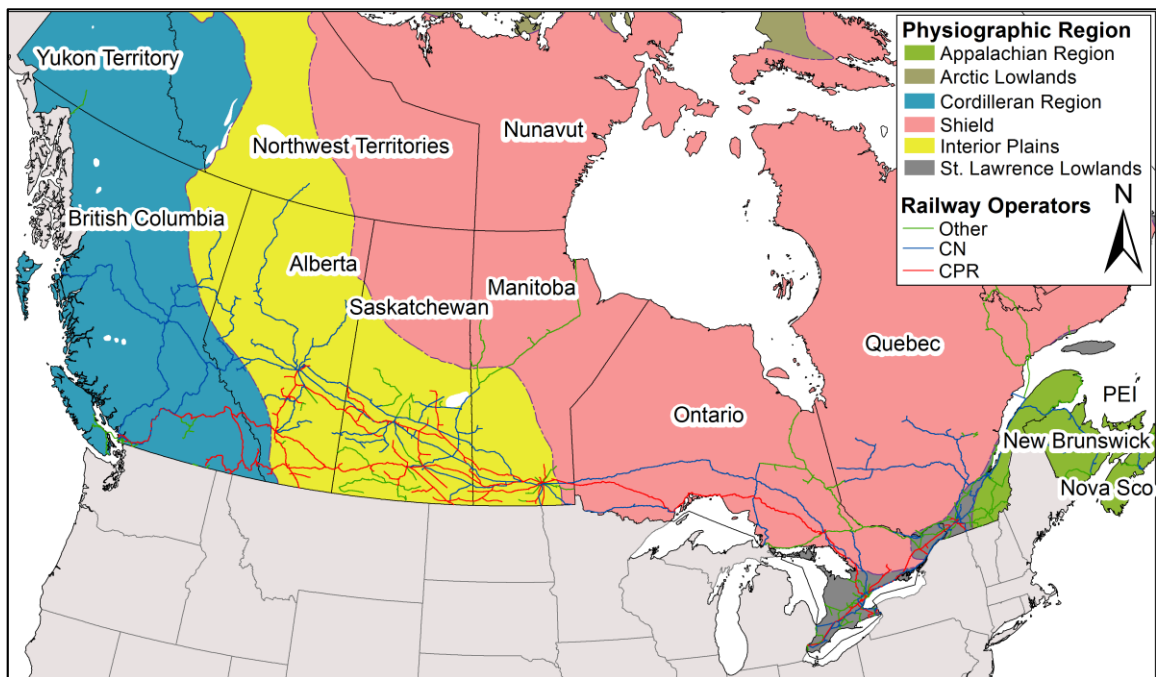 Physiographic Region
Appalachian Region
Arctic Lowlands
Cordilleran Region
Shield
Interior Plains
St. Lawrence Lowlands
Railway Operators
Other
CN
CPR
N
Yukon Territory
Nunavut
Northwest Territories
British Columbia
Alberta
Manitoba
Saskatchewan
Quebec
PEI
Ontario
New Brunswick
Nova Sco